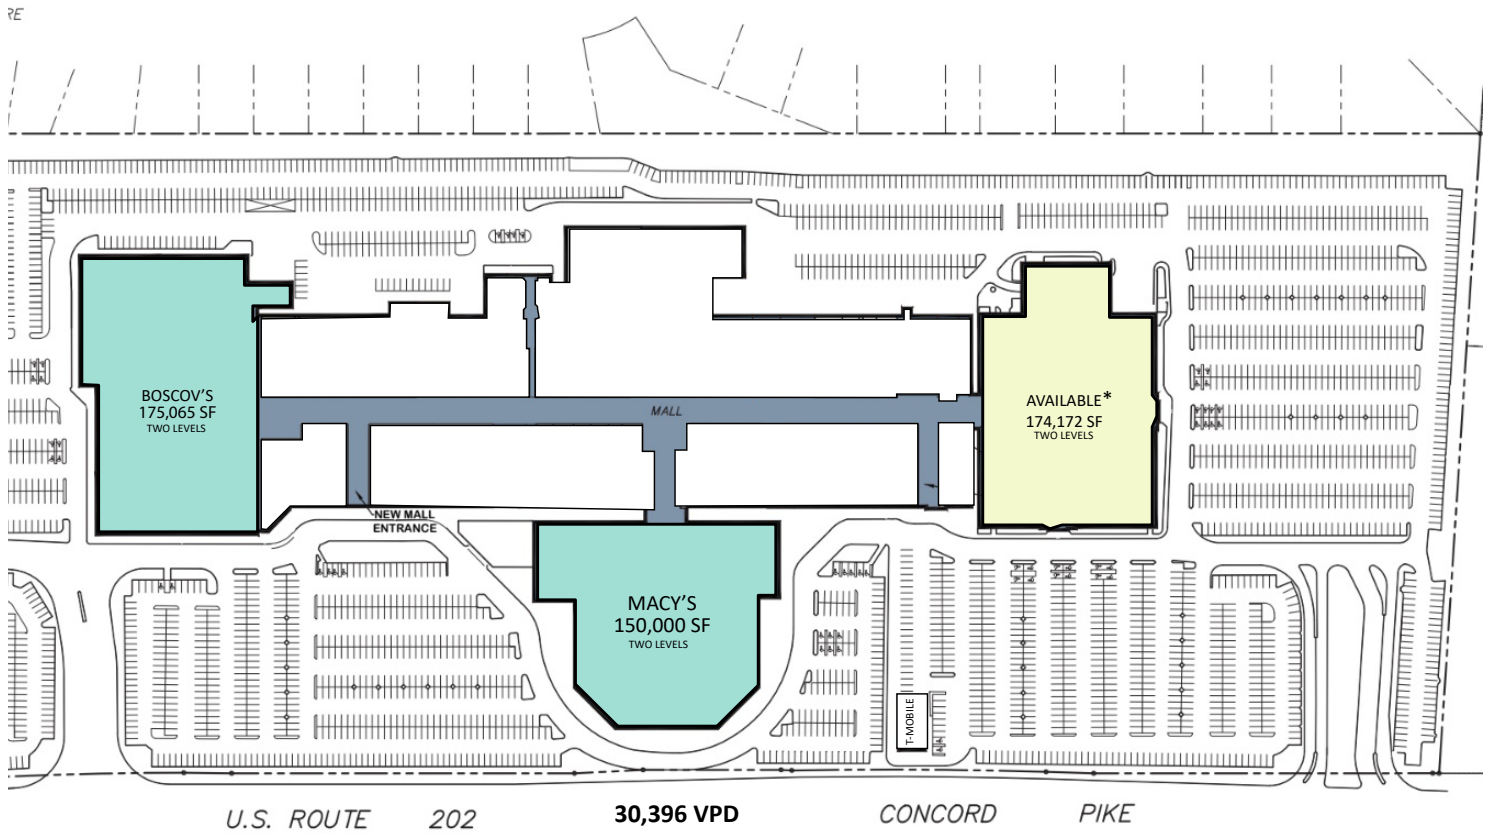 RE
BOSCOV'S
175,065 SF
TWO LEVELS
MALL
AVAILABLE*
174,172 SF
TWO LEVELS
NEW MALL
ENTRANCE
MACY'S
150,000 SF
TWO LEVELS
T-MOBILE
U.S. ROUTE 202 30,396 VPD CONCORD PIKE